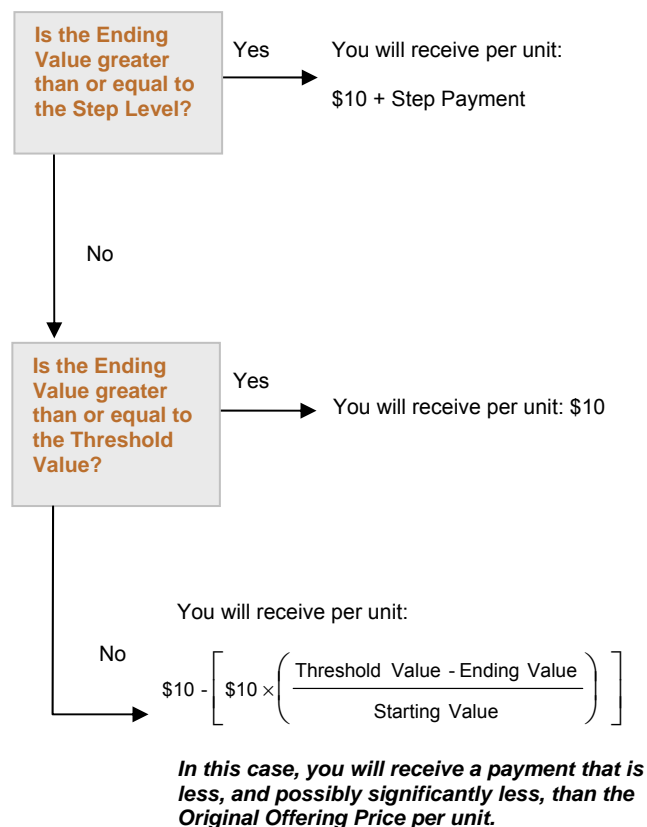 Is the Ending
Value greater
than or equal to
the Step Level?
Yes
You will receive per unit:
$10 + Step Payment
No
Is the Ending
Value greater
than or equal to
the Threshold
Value?
Yes
You will receive per unit: $10
No
You will receive per unit:
$10 - [ $10 × ( Threshold Value - Ending Value / Starting Value ) ]
In this case, you will receive a payment that is
less, and possibly significantly less, than the
Original Offering Price per unit.